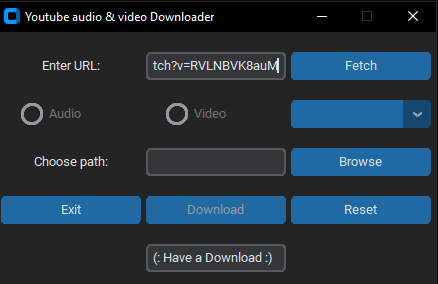 Youtube audio & video Downloader
Enter URL: tch?v=RVLNBVK8auM Fetch
Audio Video
Choose path: Browse
Exit Download Reset
(: Have a Download :)